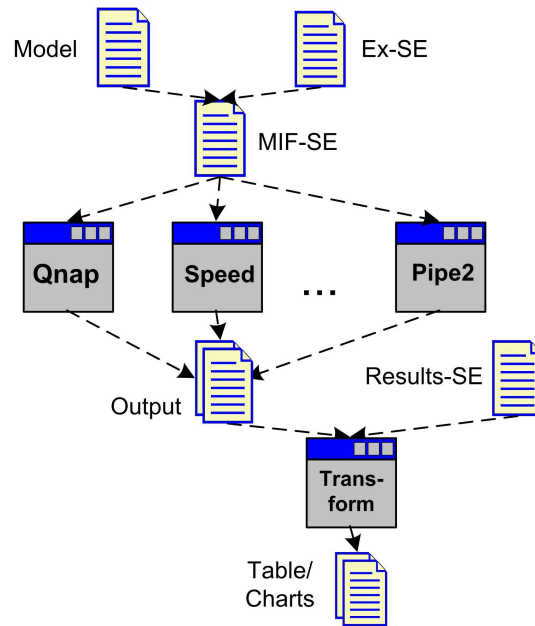 Model
Ex-SE
MIF-SE
Qnap
Speed
...
Pipe2
Results-SE
Output
Trans-
form
Table/
Charts